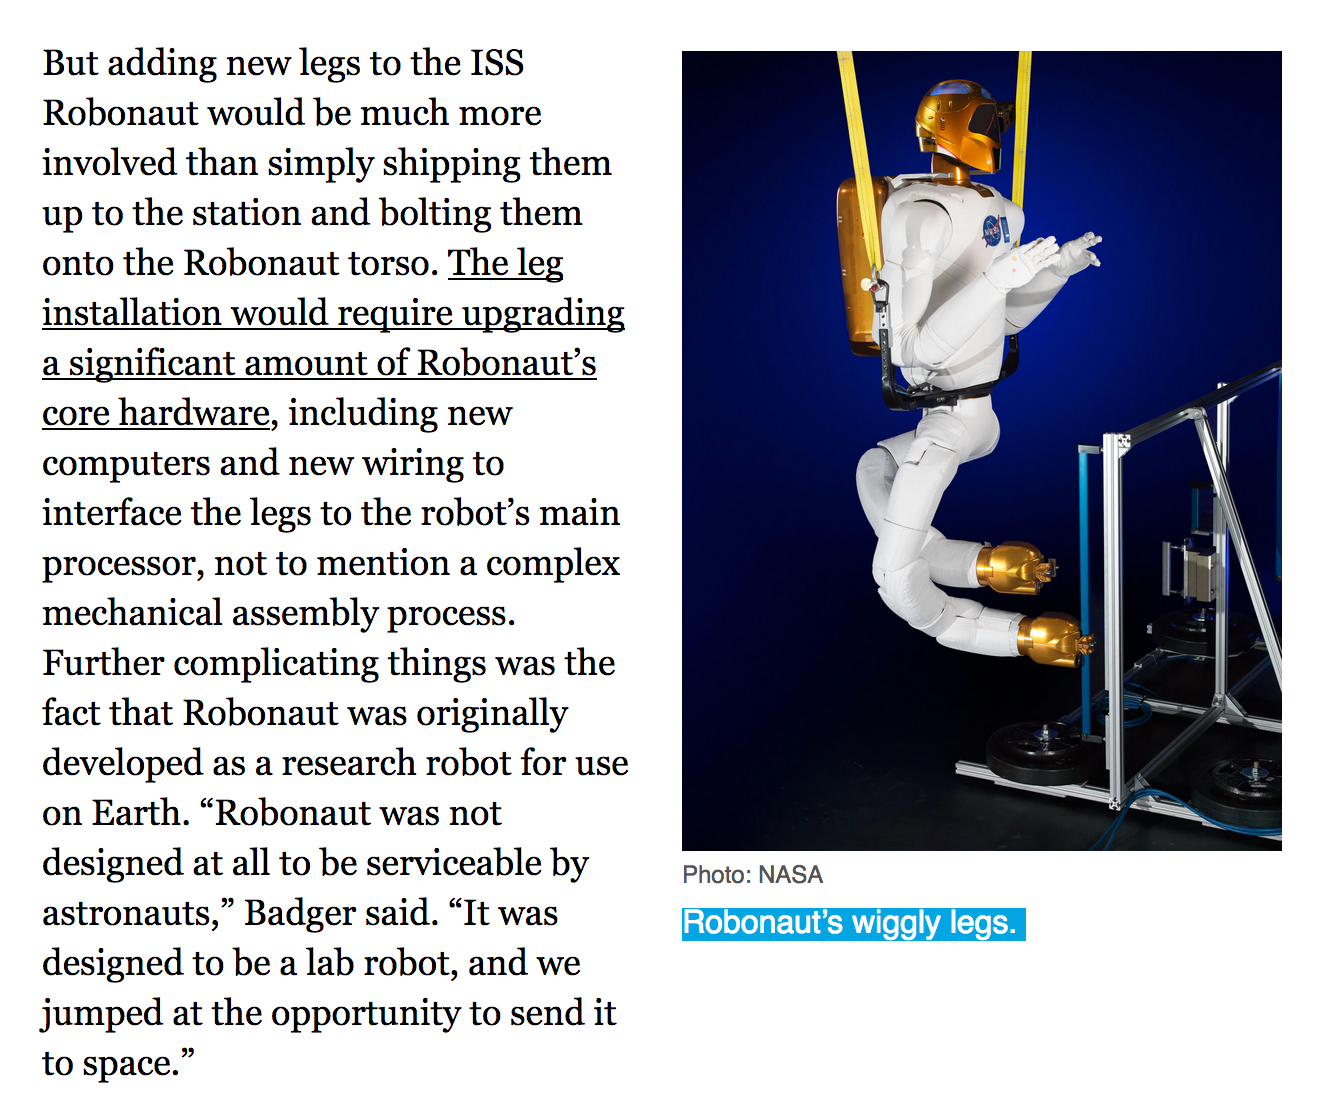 But adding new legs to the ISS
Robonaut would be much more
involved than simply shipping them
up to the station and bolting them
onto the Robonaut torso. The leg
installation would require upgrading
a significant amount of Robonaut’s
core hardware, including new
computers and new wiring to
interface the legs to the robot’s main
processor, not to mention a complex
mechanical assembly process.
Further complicating things was the
fact that Robonaut was originally
developed as a research robot for use
on Earth. “Robonaut was not
designed at all to be serviceable by
astronauts,” Badger said. “It was
designed to be a lab robot, and we
jumped at the opportunity to send it
to space.”
NASA
Photo: NASA
Robonaut’s wiggly legs.